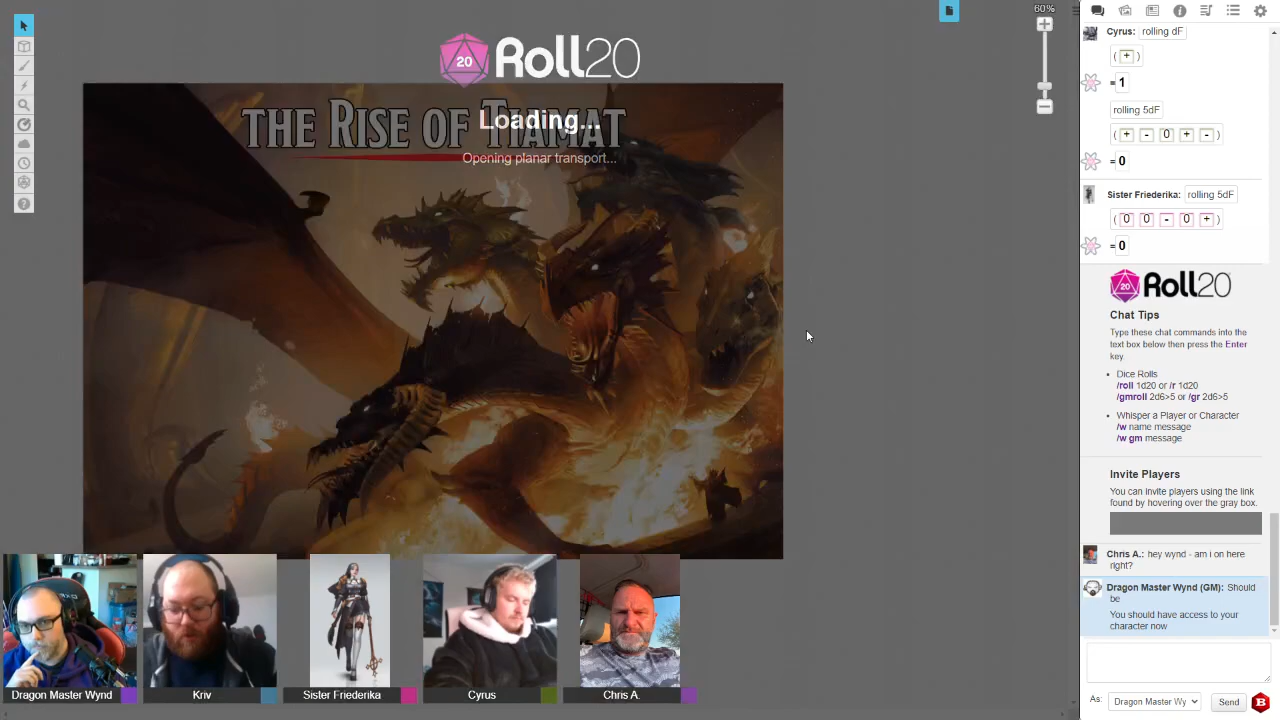 60%
20 Roll20
THE RISE OF TIAMAT
Loading...
Opening planar transport...
Cyrus: rolling dF
( + )
= 1
rolling 5dF
( + - 0 + - )
= 0
Sister Friederika: rolling 5dF
( 0 0 - 0 + )
= 0
20 Roll20
Chat Tips
Type these chat commands into the
text box below then press the Enter
key.
• Dice Rolls
/roll 1d20 or /r 1d20
/gmroll 2d6>5 or /gr 2d6>5
• Whisper a Player or Character
/w name message
/w gm message
Invite Players
You can invite players using the link
found by hovering over the gray box.
Chris A.: hey wynd - am i on here
right?
Dragon Master Wynd (GM): Should
be
You should have access to your
character now
As: Dragon Master Wy Send B
Dragon Master Wynd
Kriv
Sister Friederika
Cyrus
Chris A.